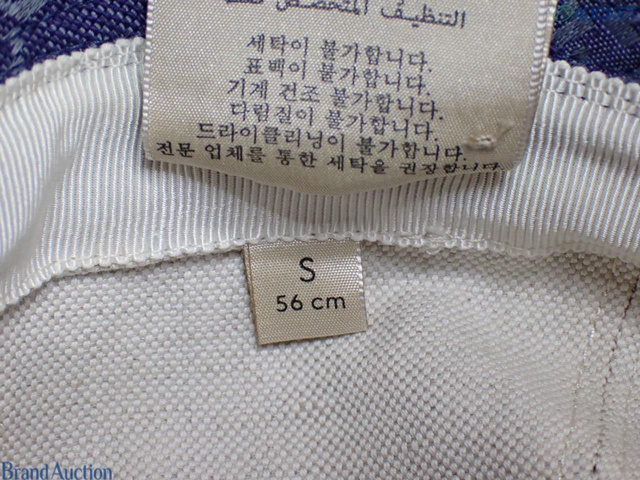 التنظيف المتخصص فقط
세탁이 불가합니다.
표백이 불가합니다.
기계 건조 불가합니다.
다림질이 불가합니다.
드라이클리닝이 불가합니다.
전문 업체를 통한 세탁을 권장합니다.
S
56 cm
Brand Auction